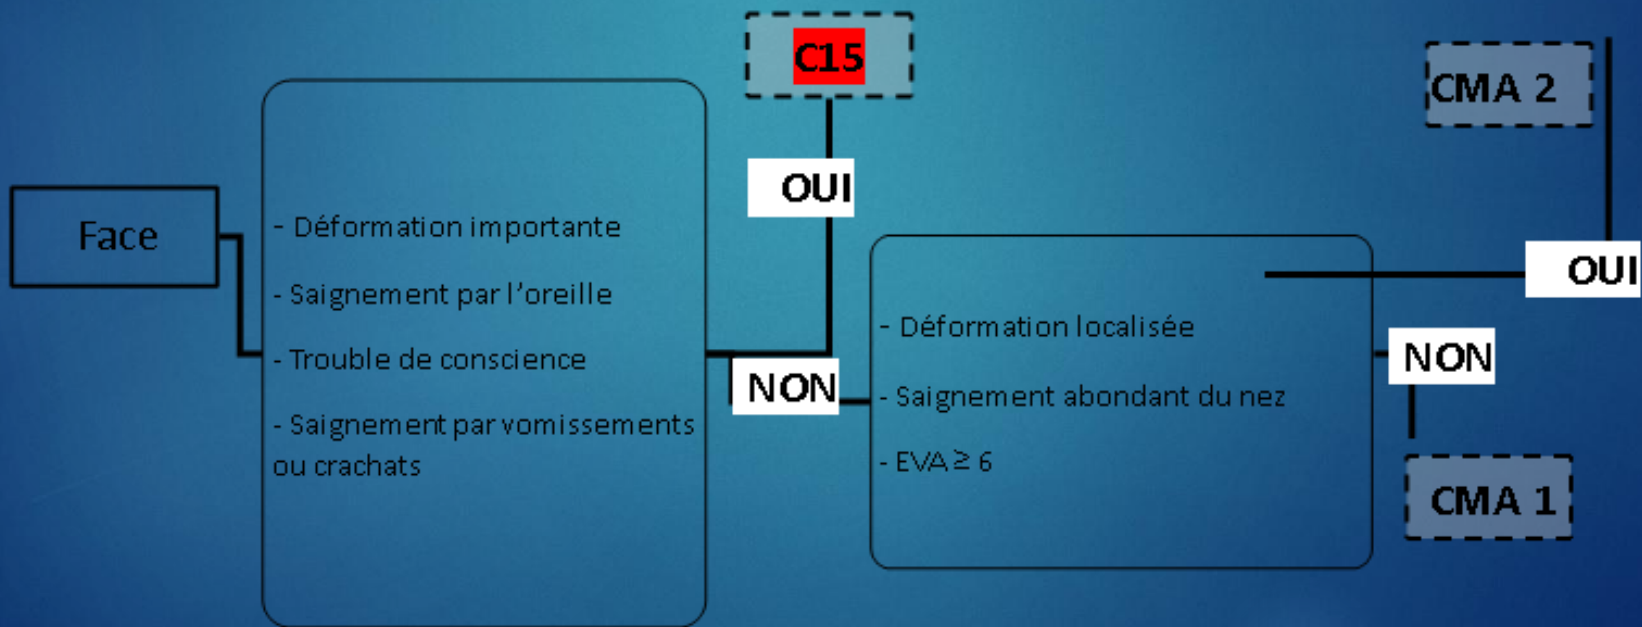 Face
- Déformation importante
- Saignement par l'oreille
- Trouble de conscience
- Saignement par vomissements
ou crachats
C15
OUI
NON
- Déformation localisée
- Saignement abondant du nez
- EVA ≥ 6
CMA 2
OUI
NON
CMA 1